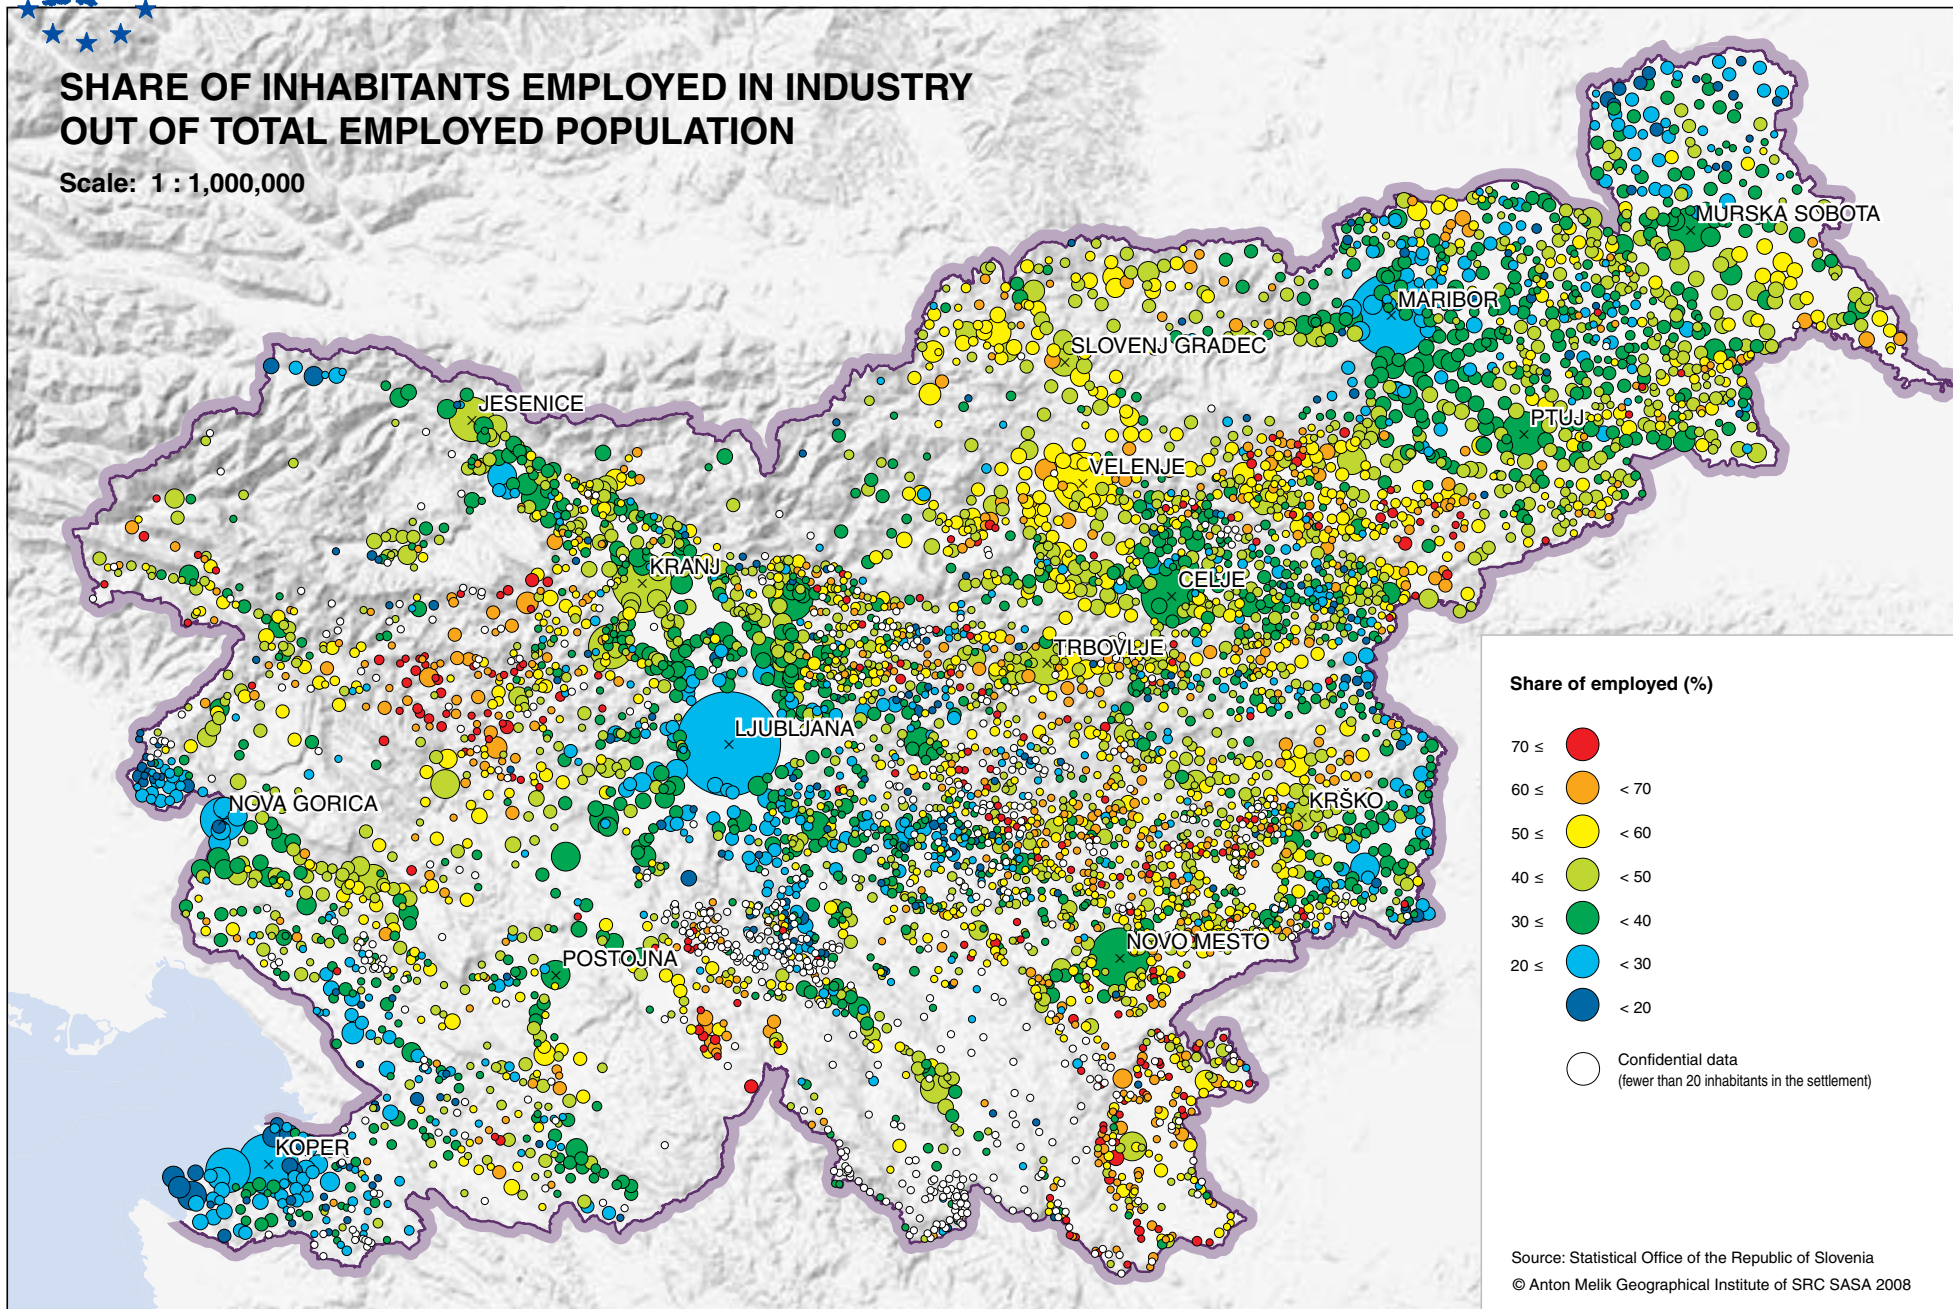 SHARE OF INHABITANTS EMPLOYED IN INDUSTRY
OUT OF TOTAL EMPLOYED POPULATION
Scale: 1 : 1,000,000
MURSKA SOBOTA
MARIBOR
SLOVENJ GRADEC
JESENICE
PTUJ
VELENJE
KRANJ
CELJE
TRBOVLJE
LJUBLJANA
NOVA GORICA
KRŠKO
NOVO MESTO
POSTOJNA
KOPER
Share of employed (%)
70 ≤
60 ≤ < 70
50 ≤ < 60
40 ≤ < 50
30 ≤ < 40
20 ≤ < 30
< 20
Confidential data
(fewer than 20 inhabitants in the settlement)
Source: Statistical Office of the Republic of Slovenia
© Anton Melik Geographical Institute of SRC SASA 2008